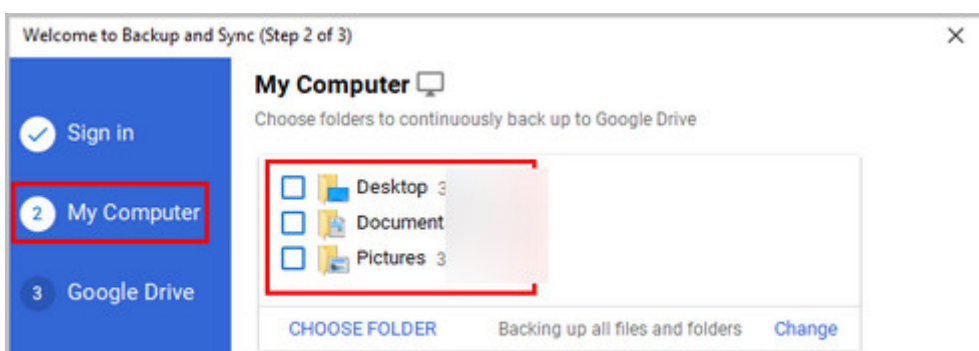 Welcome to Backup and Sync (Step 2 of 3)
My Computer
Choose folders to continuously back up to Google Drive
Sign in
Desktop 3
2 My Computer
Document
Pictures 3
3 Google Drive
CHOOSE FOLDER Backing up all files and folders Change